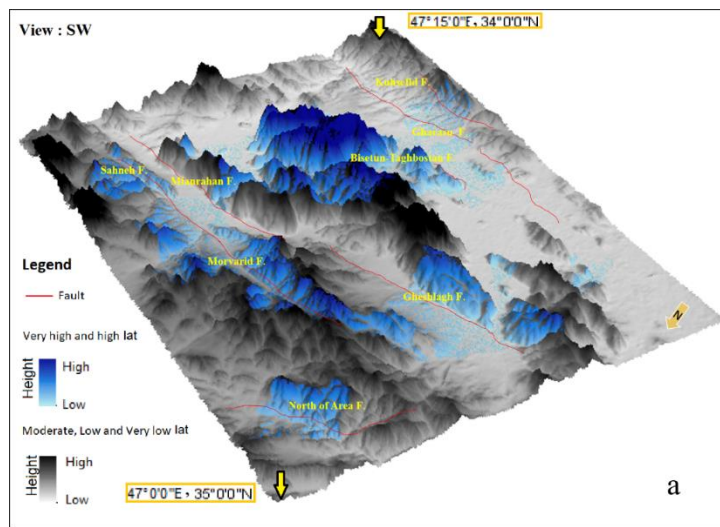 View : SW
47°15'0"E, 34°0'0"N
Kuhnefid F.
Gharasu F.
Bisetun-Taghbostan F.
Sahneh F.
Mianrahan F.
Morvarid F.
Gheshlagh F.
North of Area F.
Legend
Fault
Very high and high lat
Height
High
Low
Moderate, Low and Very low lat
Height
High
Low
N
47°0'0"E, 35°0'0"N
a